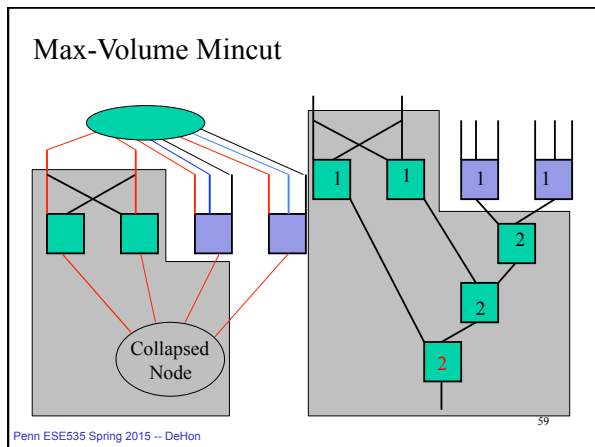 Max-Volume Mincut
1 1 1 1
2
2
Collapsed
Node
2
59
Penn ESE535 Spring 2015 -- DeHon